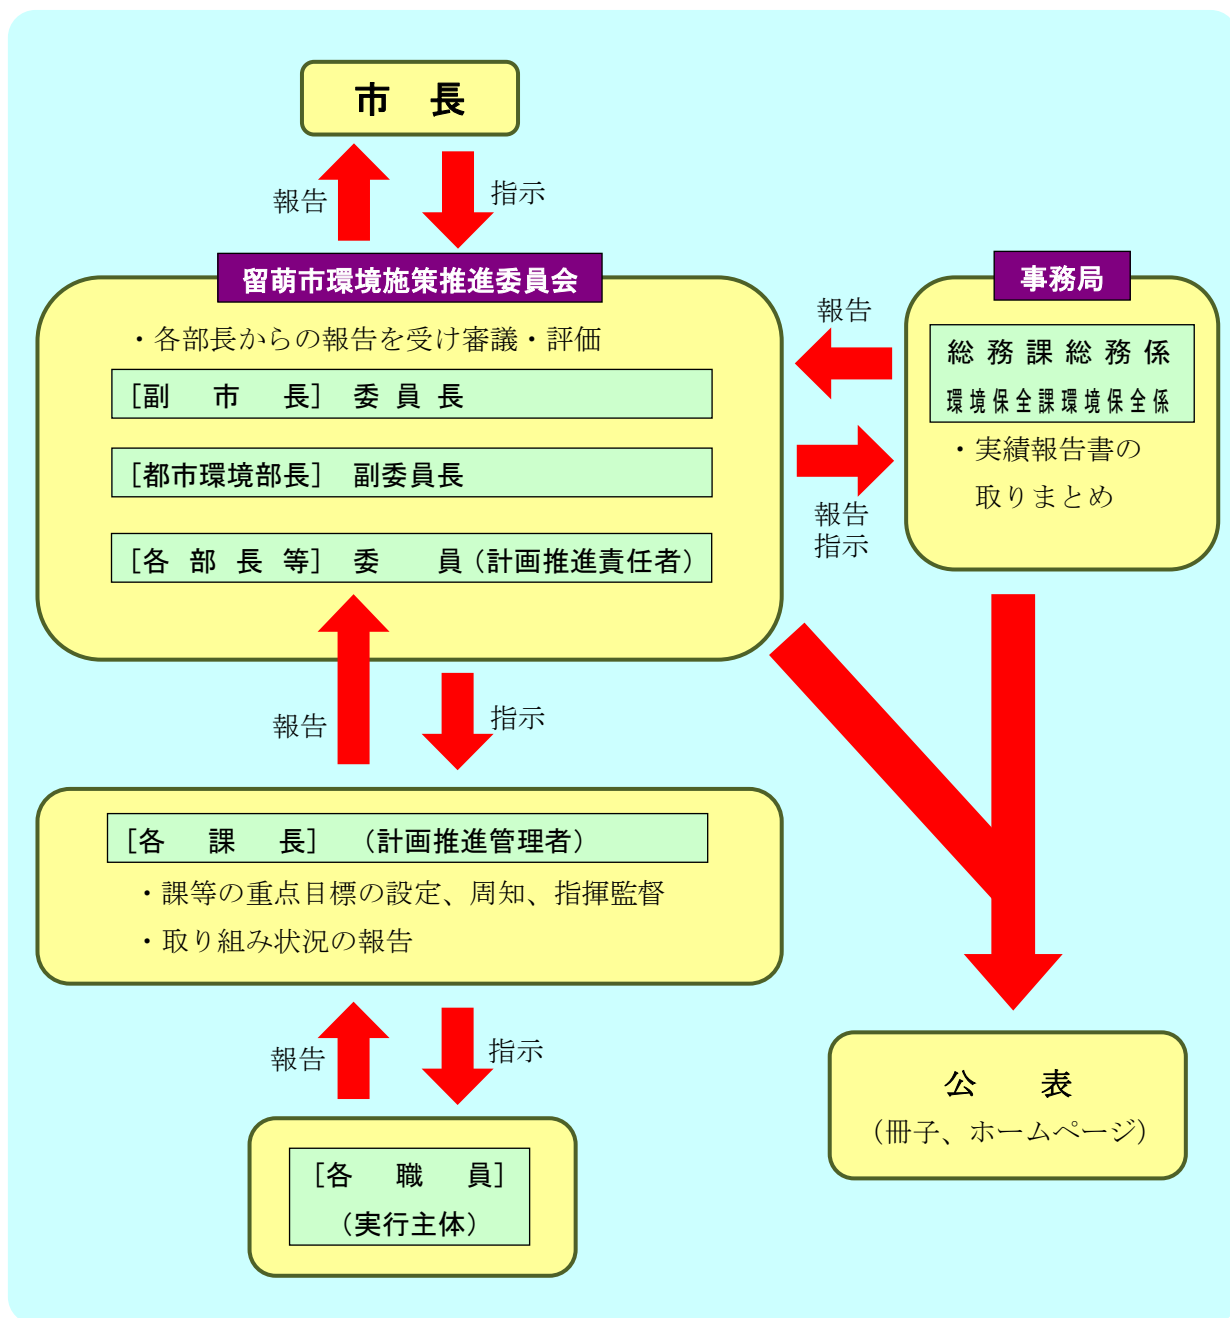 市 長
報告
指示
留萌市環境施策推進委員会
・各部長からの報告を受け審議・評価
［副 市 長］ 委 員 長
［都市環境部長］ 副委員長
［各 部 長 等］ 委 員（計画推進責任者）
報告
報告
指示
事務局
総 務 課 総 務 係
環境保全課環境保全係
・実績報告書の
取りまとめ
報告
指示
［各 課 長］ （計画推進管理者）
・課等の重点目標の設定、周知、指揮監督
・取り組み状況の報告
報告
指示
［各 職 員］
（実行主体）
公 表
（冊子、ホームページ）